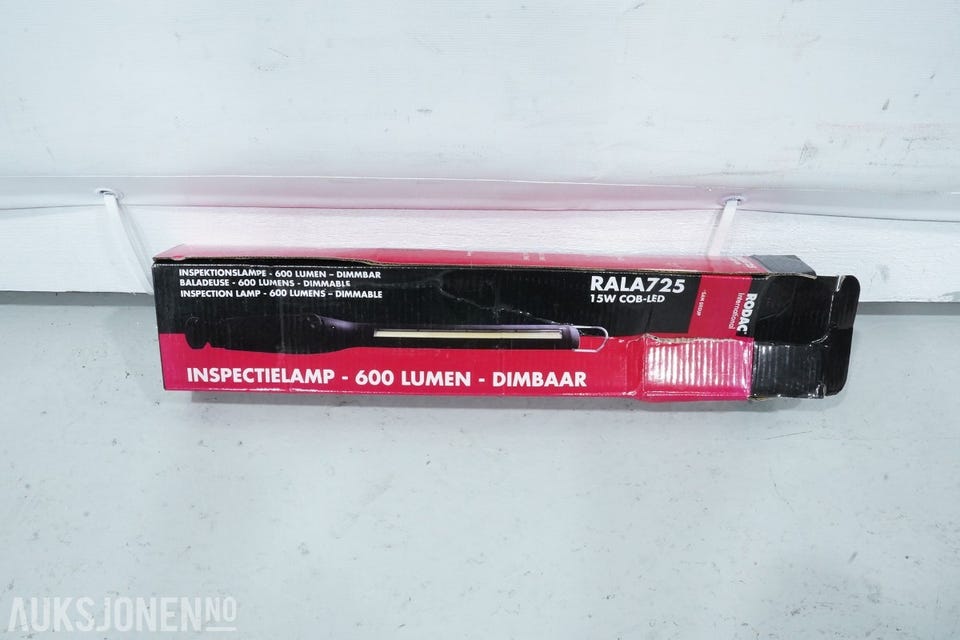 INSPEKTIONSLAMPE - 600 LUMEN – DIMMBAR
BALADEUSE - 600 LUMENS - DIMMABLE
INSPECTION LAMP - 600 LUMENS – DIMMABLE
RALA725
15W COB-LED
RODAC
International
INSPECTIELAMP - 600 LUMEN - DIMBAAR
AUKSJONEN.NO